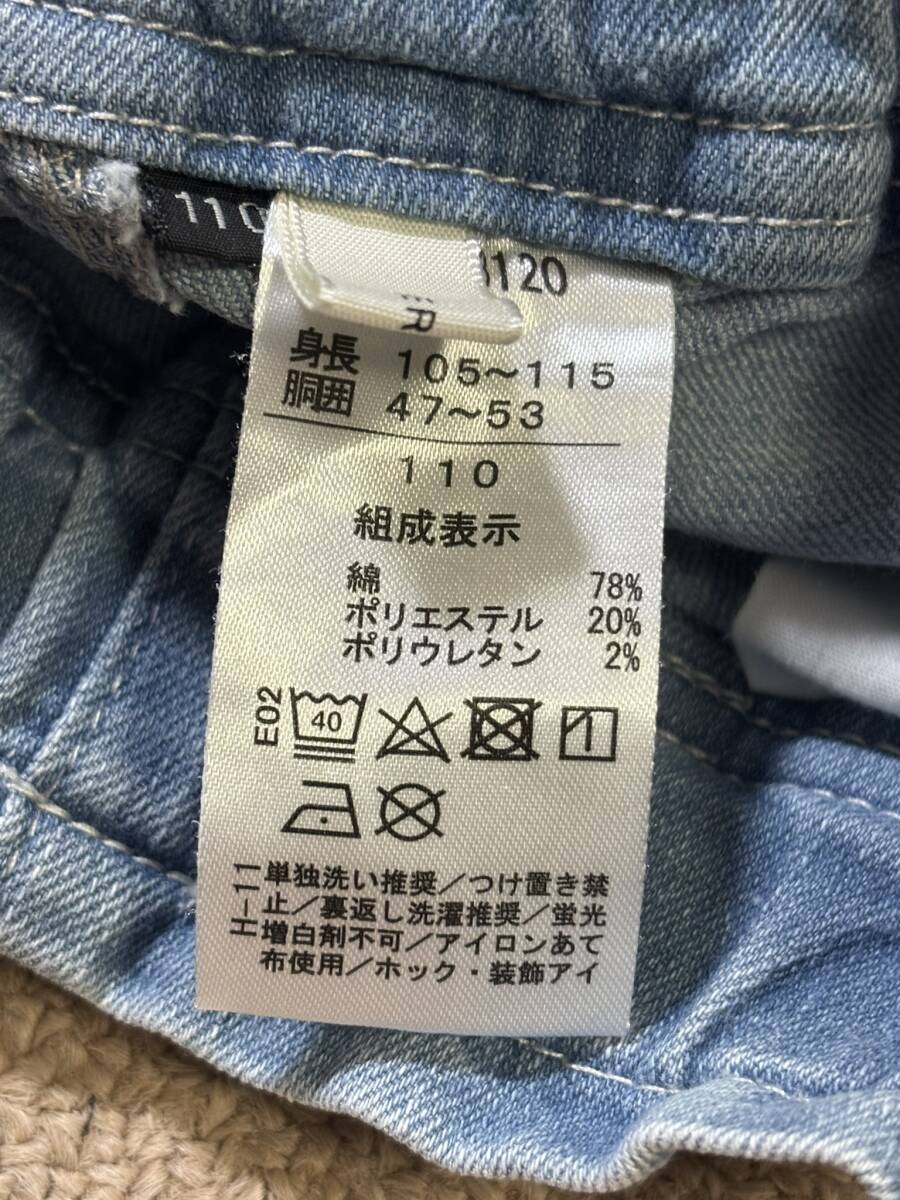 110
120
R
身長 105～115
胴囲 47～53
110
組成表示
綿 78%
ポリエステル 20%
ポリウレタン 2%
E02
40
H-11
単独洗い推奨／つけ置き禁
止／裏返し洗濯推奨／蛍光
増白剤不可／アイロンあて
布使用／ホック・装飾アイ